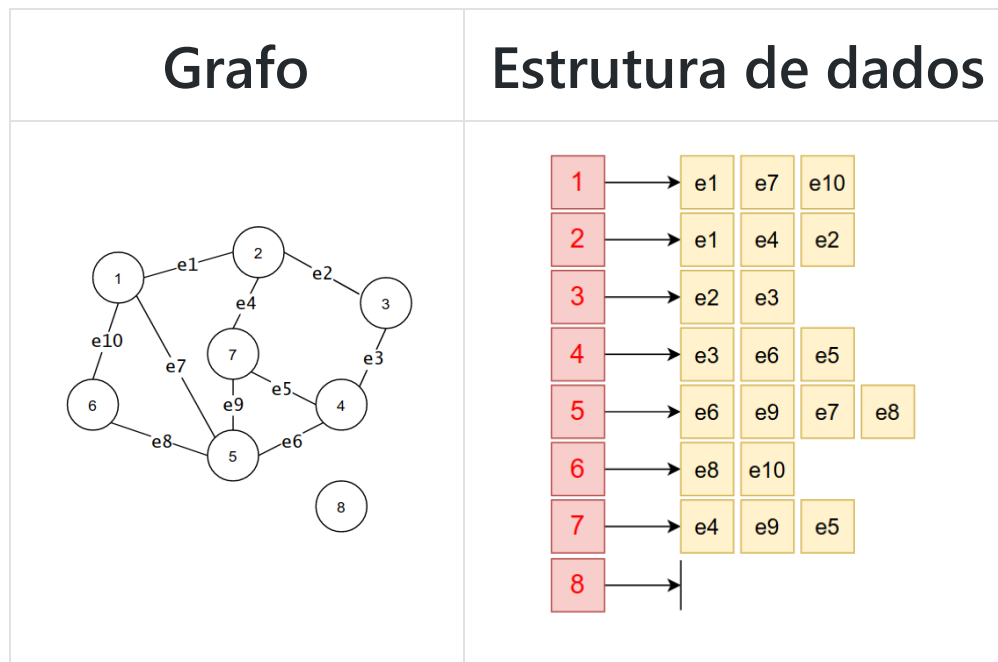 Grafo
Estrutura de dados
1
2
3
4
5
6
7
8
e1
e2
e3
e4
e5
e6
e7
e8
e9
e10
1 e1 e7 e10
2 e1 e4 e2
3 e2 e3
4 e3 e6 e5
5 e6 e9 e7 e8
6 e8 e10
7 e4 e9 e5
8